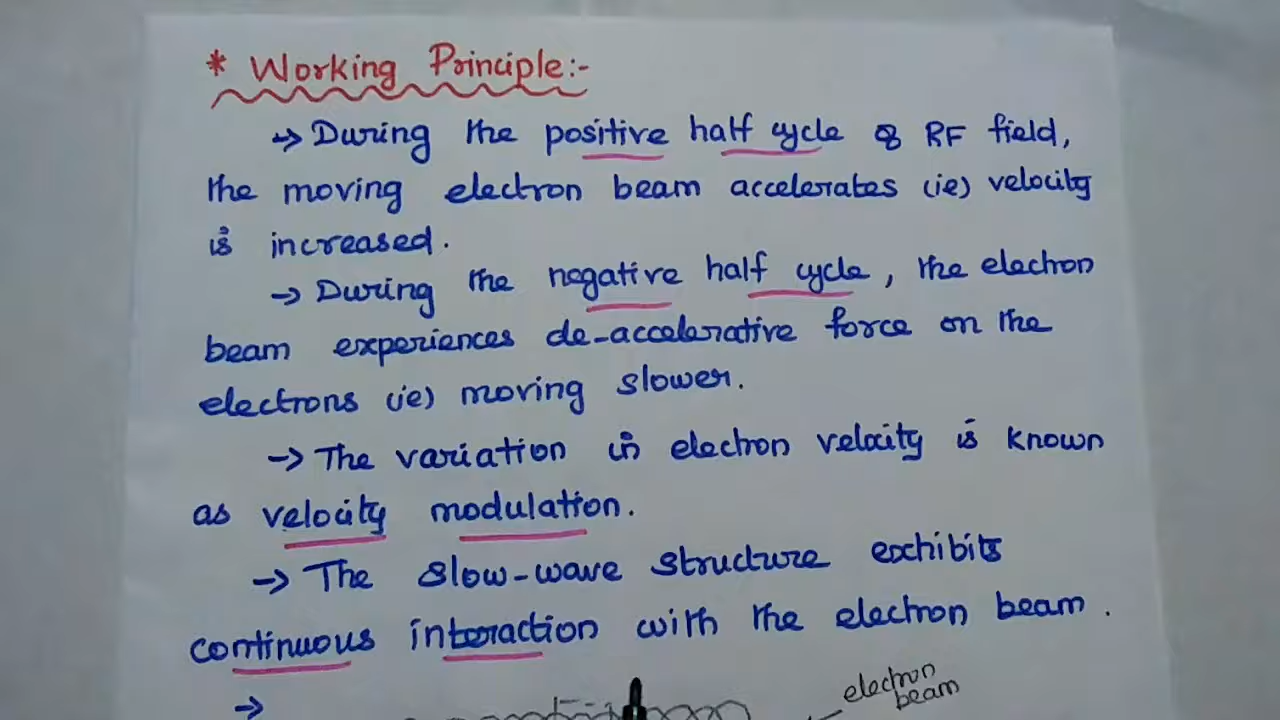 * Working Principle:-
→ During the positive half cycle of RF field,
the moving electron beam accelerates (ie) velocity
is increased.
→ During the negative half cycle, the electron
beam experiences de-accelerative force on the
electrons (ie) moving slower.
→ The variation in electron velocity is known
as velocity modulation.
→ The slow-wave structure exhibits
continuous interaction with the electron beam.
→
electron
beam